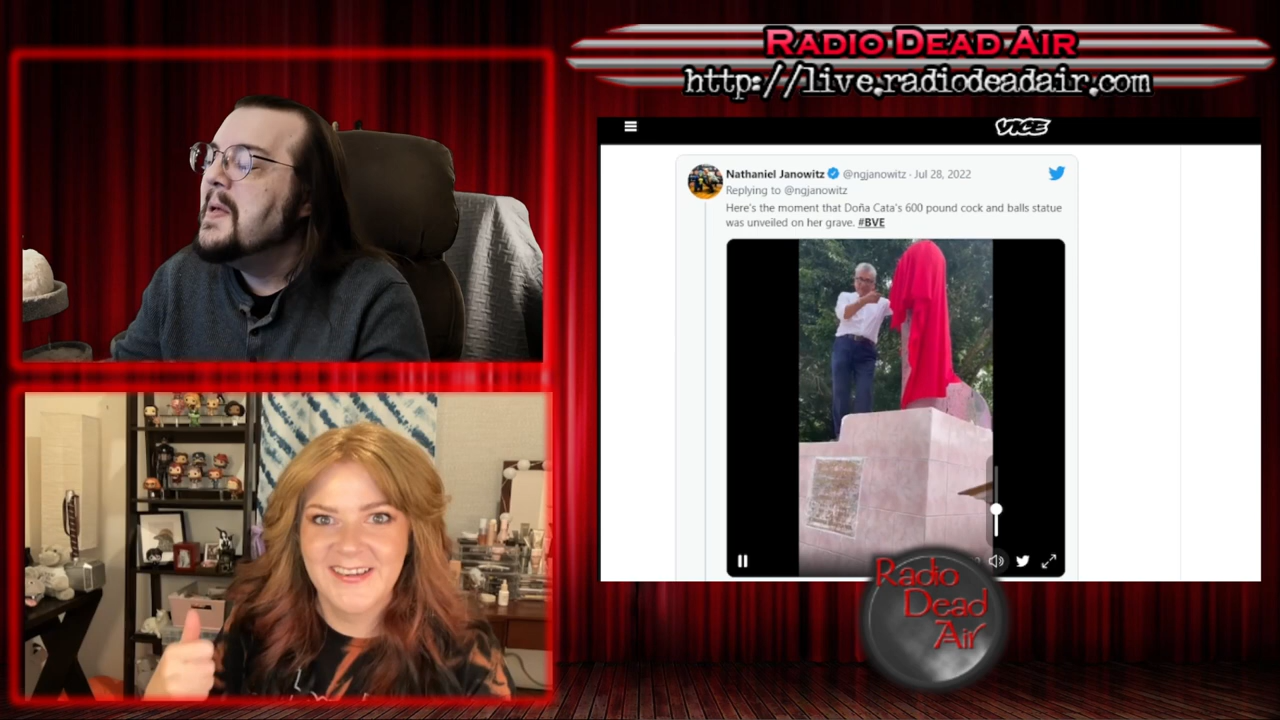 RADIO DEAD AIR
http://live.radiodeadair.com
VICE
Nathaniel Janowitz @ngjanowitz · Jul 28, 2022
Replying to @ngjanowitz
Here's the moment that Doña Cata's 600 pound cock and balls statue
was unveiled on her grave. #BVE
Radio
Dead
Air